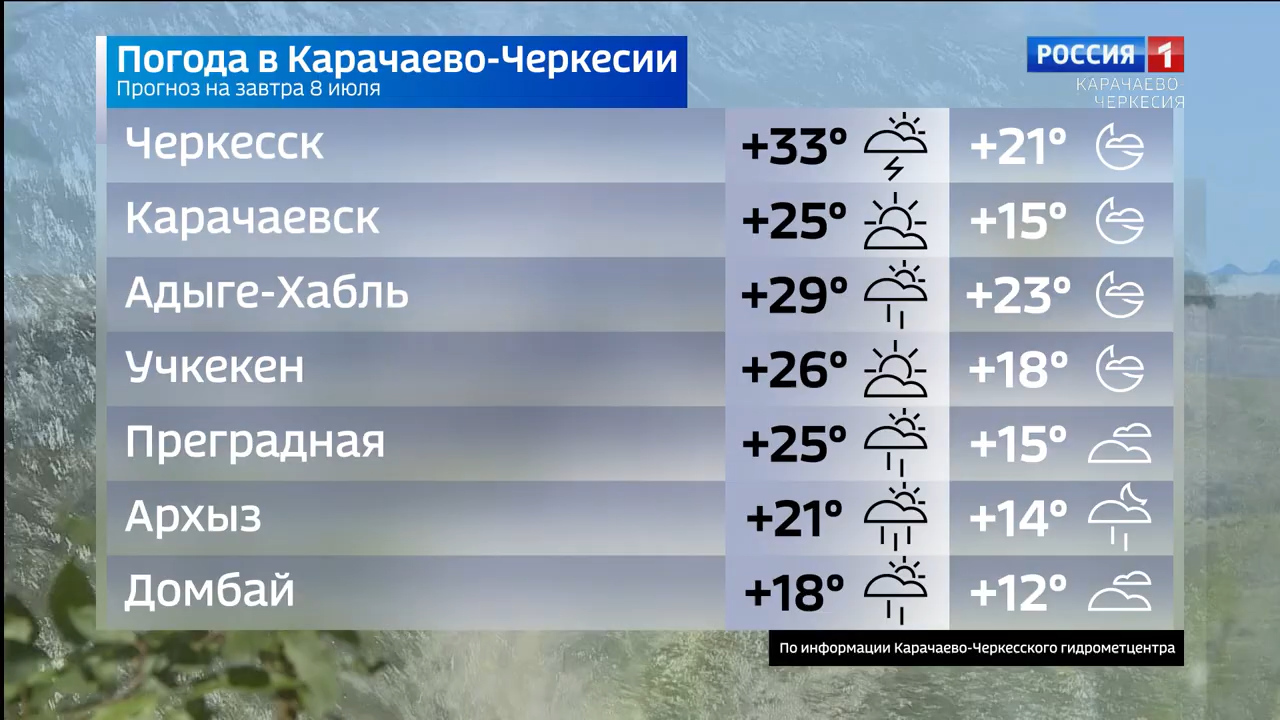 Погода в Карачаево-Черкесии
Прогноз на завтра 8 июля
РОССИЯ 1
КАРАЧАЕВО-
ЧЕРКЕСИЯ
Черкесск +33° +21°
Карачаевск +25° +15°
Адыге-Хабль +29° +23°
Учкекен +26° +18°
Преградная +25° +15°
Архыз +21° +14°
Домбай +18° +12°
По информации Карачаево-Черкесского гидрометцентра